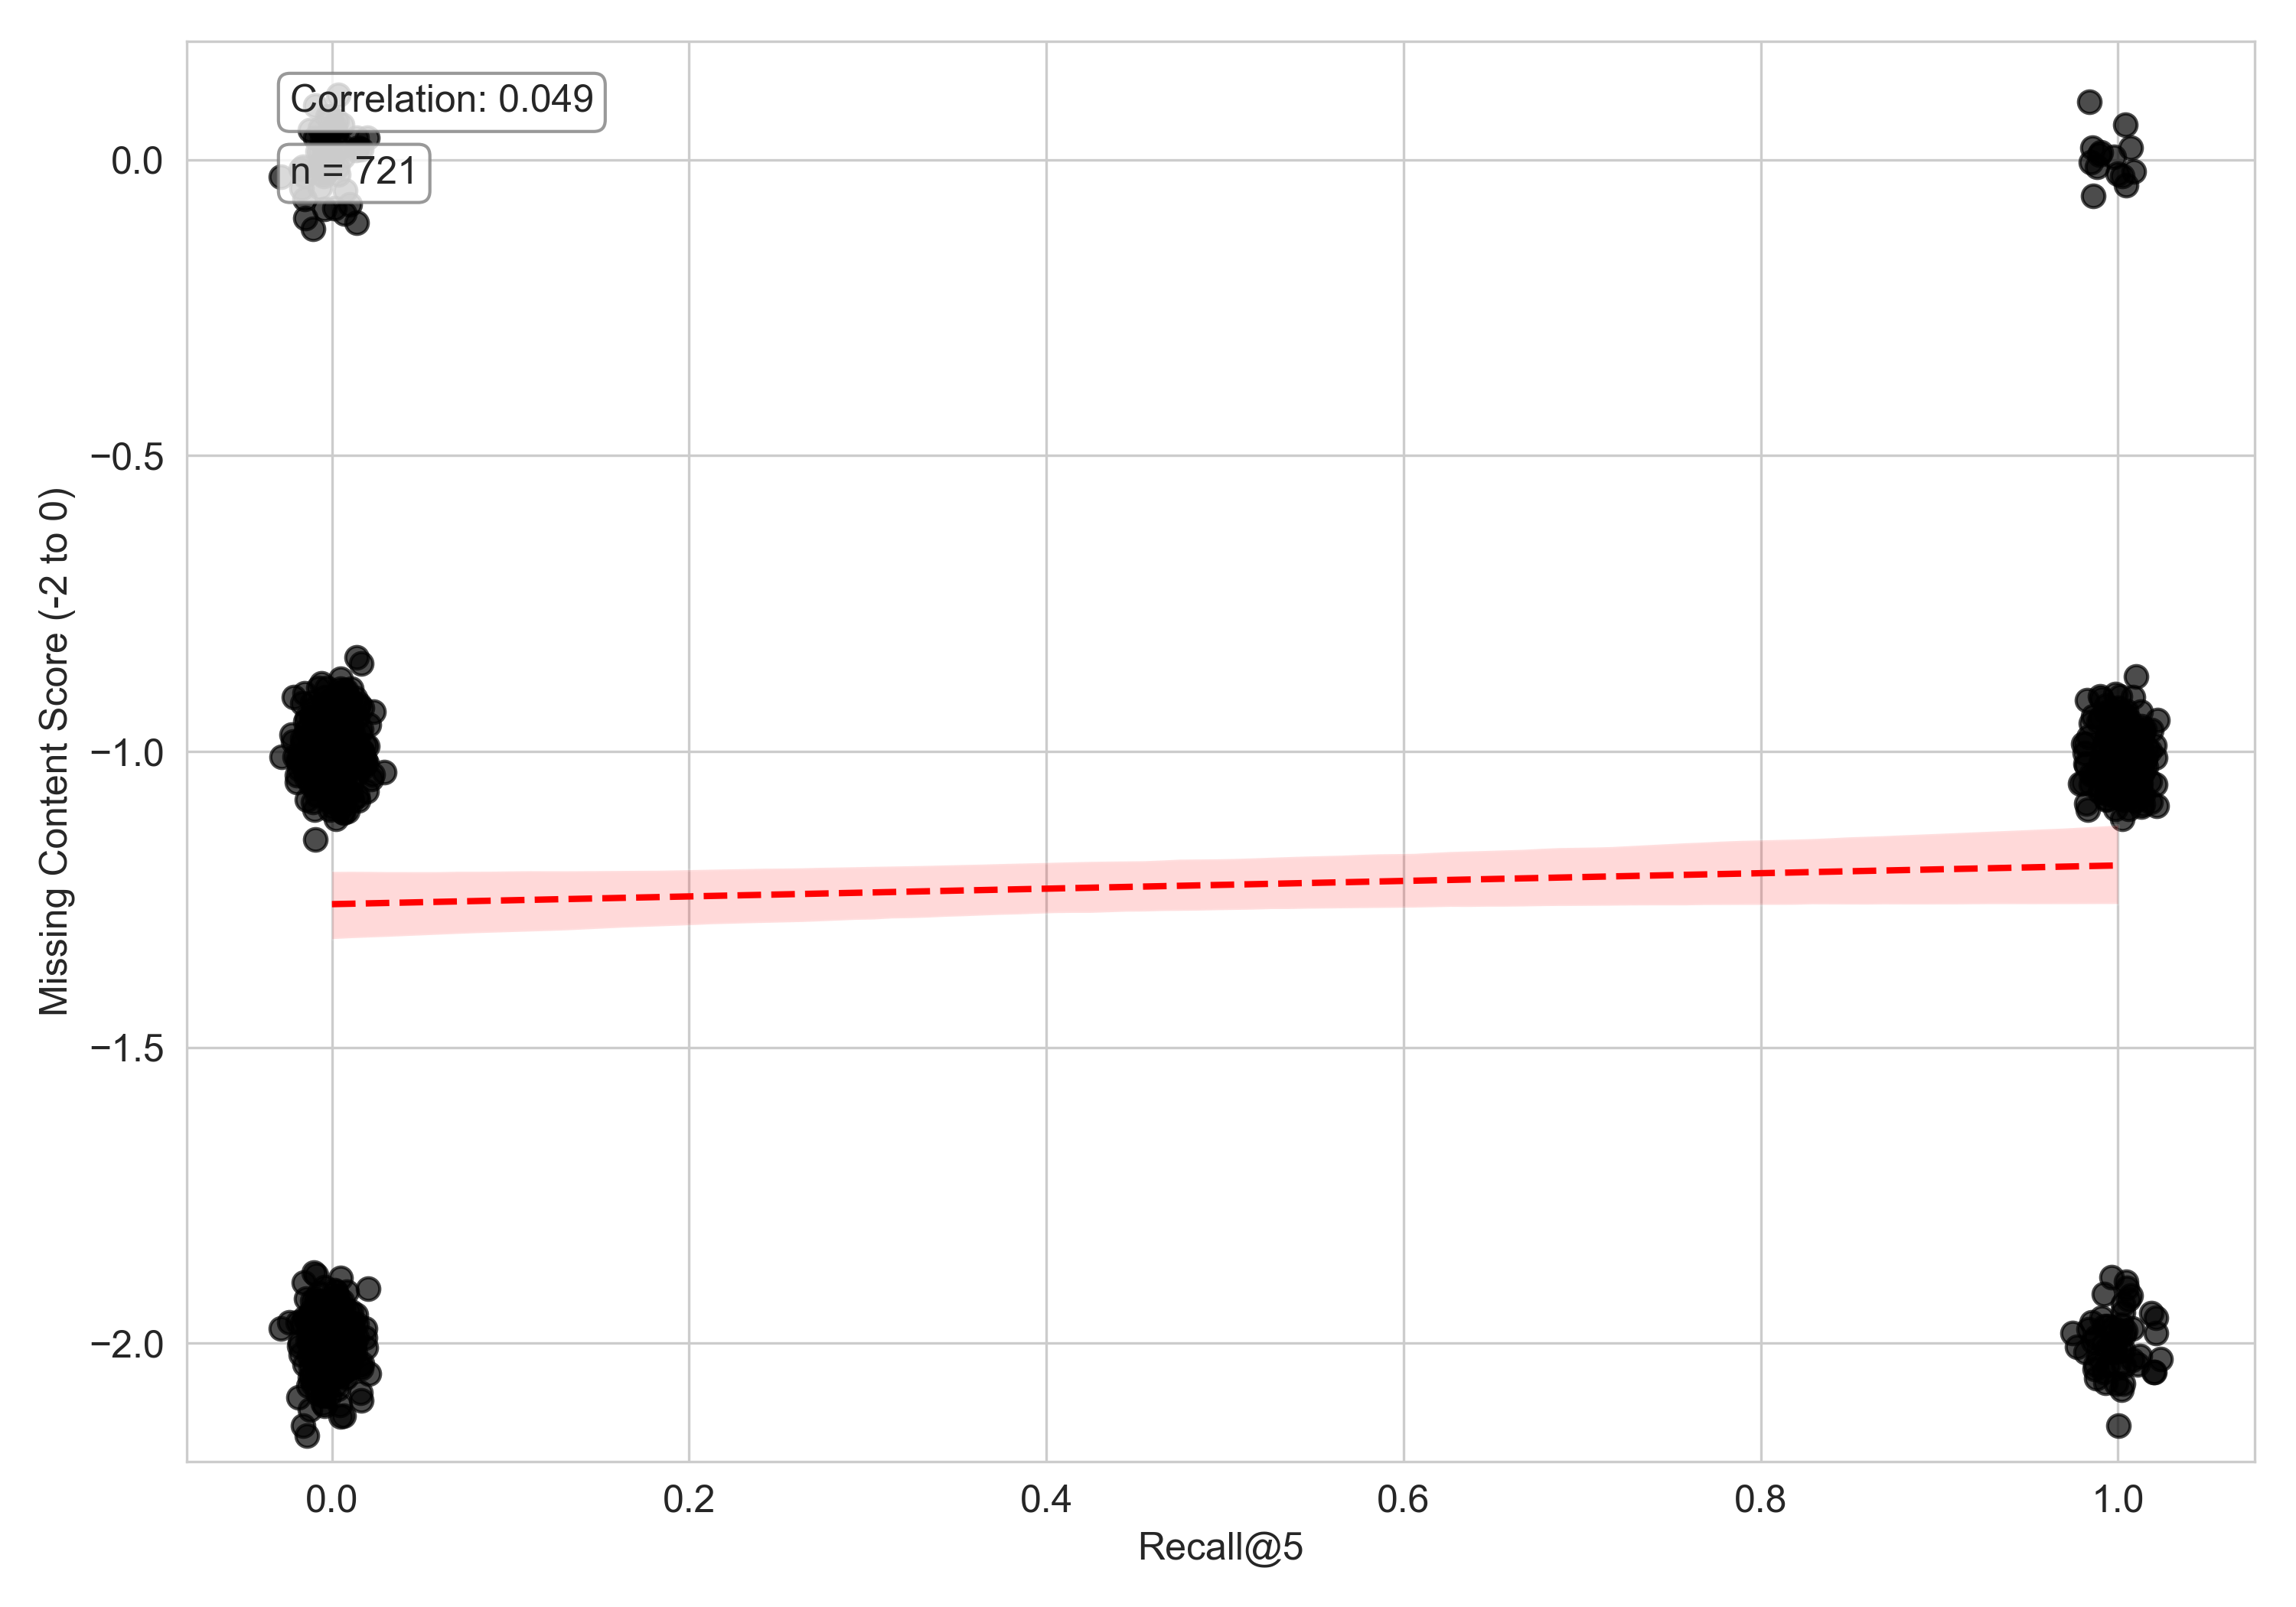 Correlation: 0.049
n = 721
0.0
−0.5
−1.0
−1.5
−2.0
Missing Content Score (-2 to 0)
0.0 0.2 0.4 0.6 0.8 1.0
Recall@5